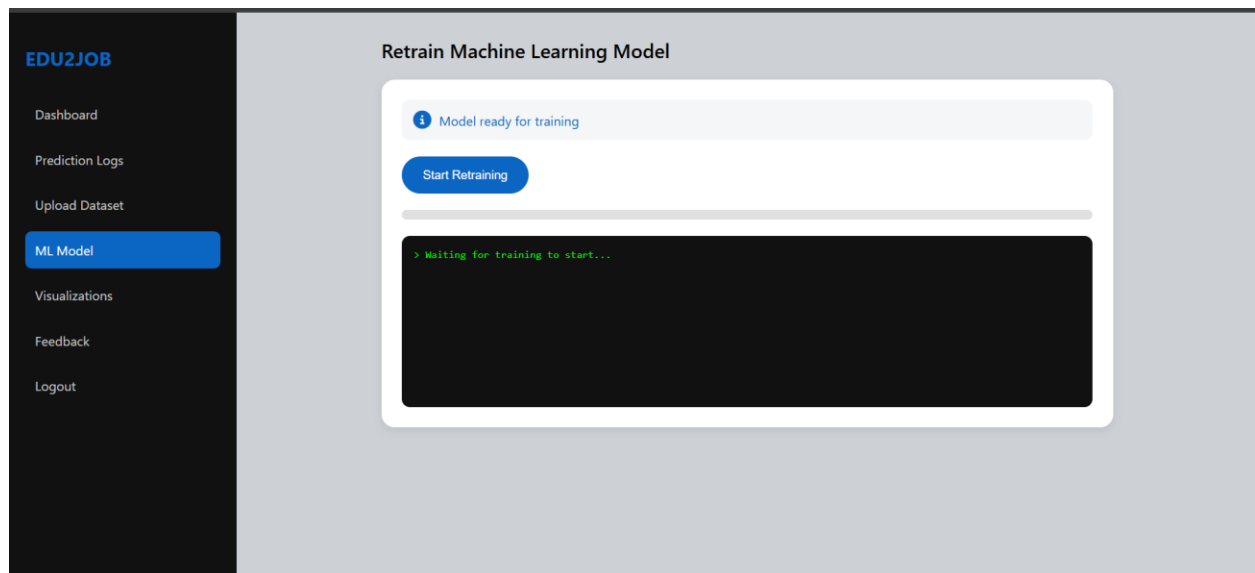 EDU2JOB
Dashboard
Prediction Logs
Upload Dataset
ML Model
Visualizations
Feedback
Logout
Retrain Machine Learning Model
Model ready for training
Start Retraining
> Waiting for training to start...